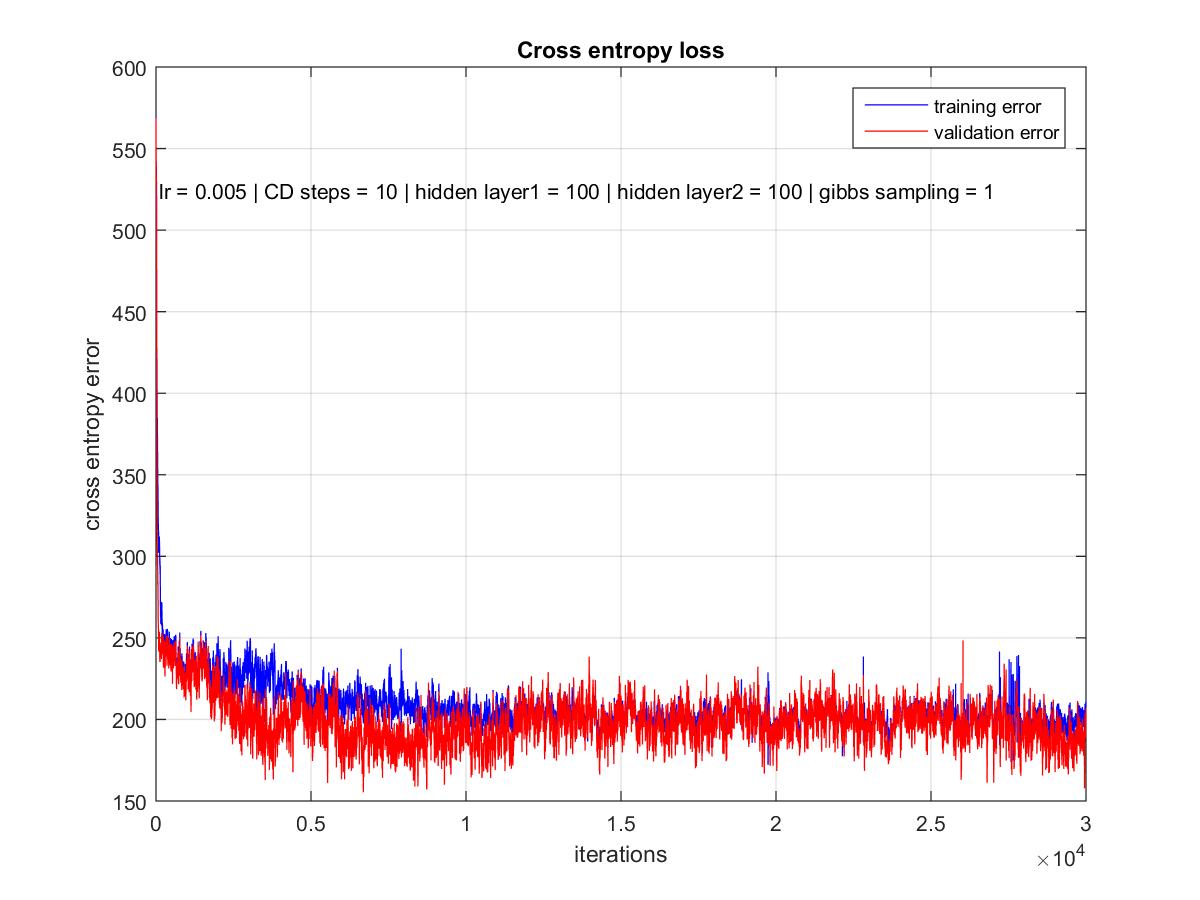 Cross entropy loss
600
550
500
450
400
350
300
250
200
150
cross entropy error
training error
validation error
lr = 0.005 | CD steps = 10 | hidden layer1 = 100 | hidden layer2 = 100 | gibbs sampling = 1
0 0.5 1 1.5 2 2.5 3
iterations
×10⁴